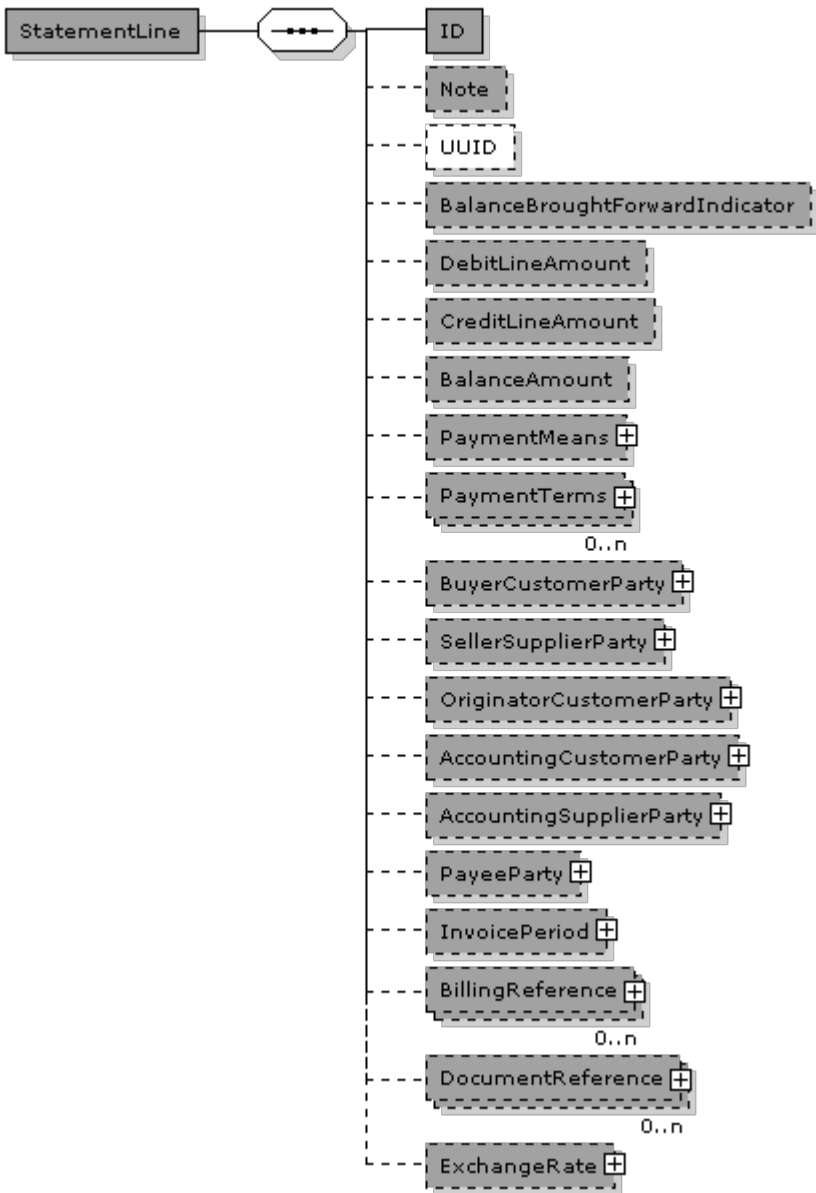 StatementLine
ID
Note
UUID
BalanceBroughtForwardIndicator
DebitLineAmount
CreditLineAmount
BalanceAmount
PaymentMeans
PaymentTerms
0..n
BuyerCustomerParty
SellerSupplierParty
OriginatorCustomerParty
AccountingCustomerParty
AccountingSupplierParty
PayeeParty
InvoicePeriod
BillingReference
0..n
DocumentReference
0..n
ExchangeRate